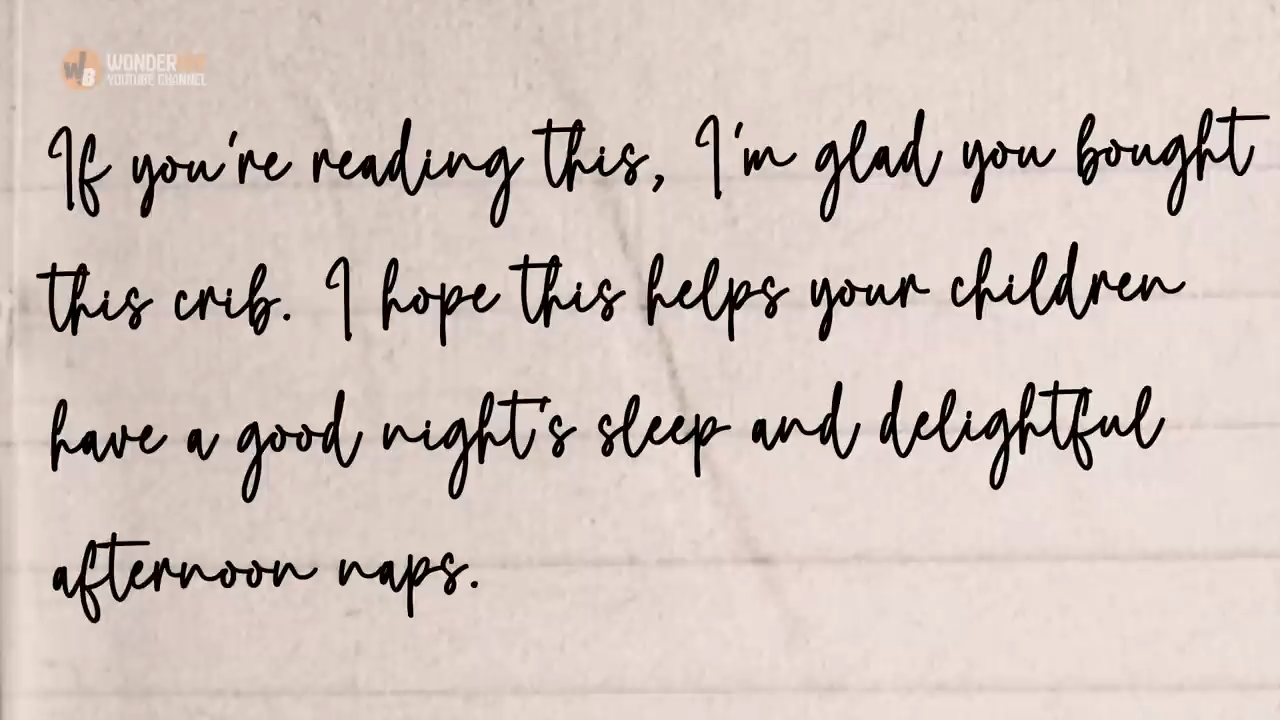 WONDER
YOUTUBE CHANNEL
If you're reading this, I'm glad you bought
this crib. I hope this helps your children
have a good night's sleep and delightful
afternoon naps.